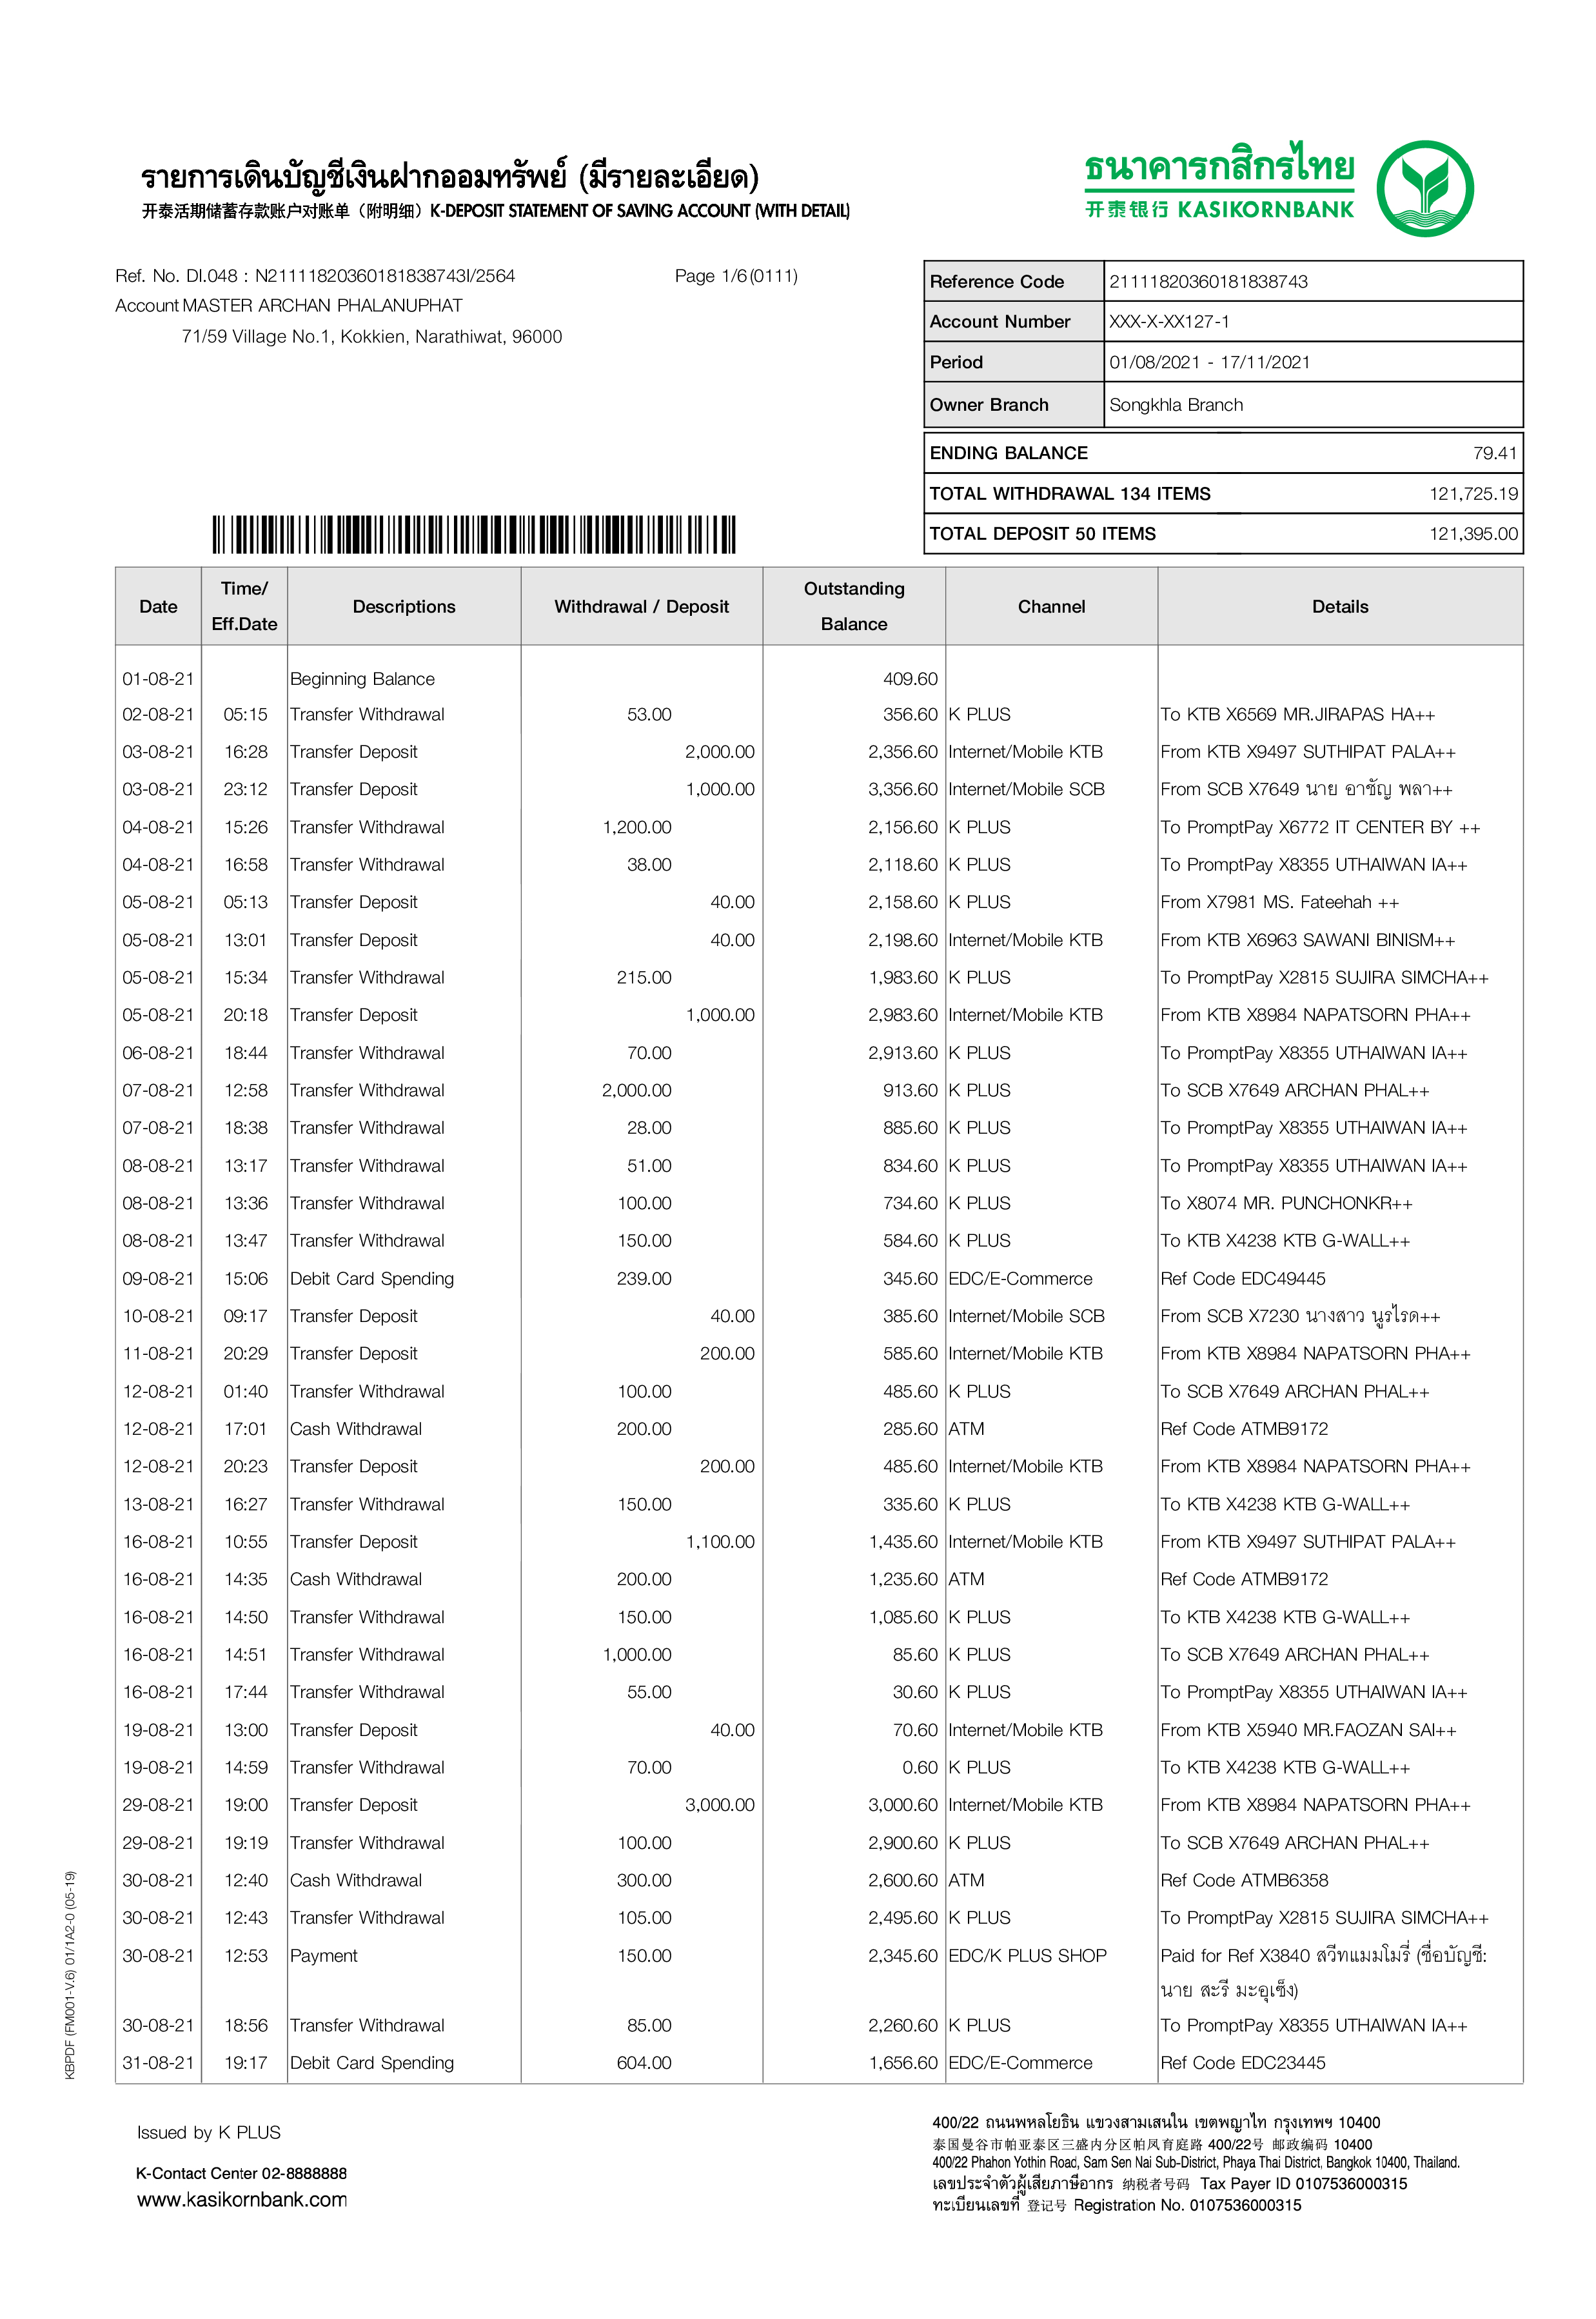 รายการเดินบัญชีเงินฝากออมทรัพย์ (มีรายละเอียด)
开泰活期储蓄存款账户对账单（附明细）K-DEPOSIT STATEMENT OF SAVING ACCOUNT (WITH DETAIL)
ธนาคารกสิกรไทย
开泰银行 KASIKORNBANK
Ref. No. DI.048 : N21111820360181838743I/2564 Page 1/6 (0111)
Account MASTER ARCHAN PHALANUPHAT
71/59 Village No.1, Kokkien, Narathiwat, 96000
Reference Code 21111820360181838743
Account Number XXX-X-XX127-1
Period 01/08/2021 - 17/11/2021
Owner Branch Songkhla Branch
ENDING BALANCE 79.41
TOTAL WITHDRAWAL 134 ITEMS 121,725.19
TOTAL DEPOSIT 50 ITEMS 121,395.00
Date Time/ Eff.Date Descriptions Withdrawal / Deposit Outstanding Balance Channel Details
01-08-21 Beginning Balance 409.60
02-08-21 05:15 Transfer Withdrawal 53.00 356.60 K PLUS To KTB X6569 MR.JIRAPAS HA++
03-08-21 16:28 Transfer Deposit 2,000.00 2,356.60 Internet/Mobile KTB From KTB X9497 SUTHIPAT PALA++
03-08-21 23:12 Transfer Deposit 1,000.00 3,356.60 Internet/Mobile SCB From SCB X7649 นาย อาชัญ พลา++
04-08-21 15:26 Transfer Withdrawal 1,200.00 2,156.60 K PLUS To PromptPay X6772 IT CENTER BY ++
04-08-21 16:58 Transfer Withdrawal 38.00 2,118.60 K PLUS To PromptPay X8355 UTHAIWAN IA++
05-08-21 05:13 Transfer Deposit 40.00 2,158.60 K PLUS From X7981 MS. Fateehah ++
05-08-21 13:01 Transfer Deposit 40.00 2,198.60 Internet/Mobile KTB From KTB X6963 SAWANI BINISM++
05-08-21 15:34 Transfer Withdrawal 215.00 1,983.60 K PLUS To PromptPay X2815 SUJIRA SIMCHA++
05-08-21 20:18 Transfer Deposit 1,000.00 2,983.60 Internet/Mobile KTB From KTB X8984 NAPATSORN PHA++
06-08-21 18:44 Transfer Withdrawal 70.00 2,913.60 K PLUS To PromptPay X8355 UTHAIWAN IA++
07-08-21 12:58 Transfer Withdrawal 2,000.00 913.60 K PLUS To SCB X7649 ARCHAN PHAL++
07-08-21 18:38 Transfer Withdrawal 28.00 885.60 K PLUS To PromptPay X8355 UTHAIWAN IA++
08-08-21 13:17 Transfer Withdrawal 51.00 834.60 K PLUS To PromptPay X8355 UTHAIWAN IA++
08-08-21 13:36 Transfer Withdrawal 100.00 734.60 K PLUS To X8074 MR. PUNCHONKR++
08-08-21 13:47 Transfer Withdrawal 150.00 584.60 K PLUS To KTB X4238 KTB G-WALL++
09-08-21 15:06 Debit Card Spending 239.00 345.60 EDC/E-Commerce Ref Code EDC49445
10-08-21 09:17 Transfer Deposit 40.00 385.60 Internet/Mobile SCB From SCB X7230 นางสาว นูรไรด++
11-08-21 20:29 Transfer Deposit 200.00 585.60 Internet/Mobile KTB From KTB X8984 NAPATSORN PHA++
12-08-21 01:40 Transfer Withdrawal 100.00 485.60 K PLUS To SCB X7649 ARCHAN PHAL++
12-08-21 17:01 Cash Withdrawal 200.00 285.60 ATM Ref Code ATMB9172
12-08-21 20:23 Transfer Deposit 200.00 485.60 Internet/Mobile KTB From KTB X8984 NAPATSORN PHA++
13-08-21 16:27 Transfer Withdrawal 150.00 335.60 K PLUS To KTB X4238 KTB G-WALL++
16-08-21 10:55 Transfer Deposit 1,100.00 1,435.60 Internet/Mobile KTB From KTB X9497 SUTHIPAT PALA++
16-08-21 14:35 Cash Withdrawal 200.00 1,235.60 ATM Ref Code ATMB9172
16-08-21 14:50 Transfer Withdrawal 150.00 1,085.60 K PLUS To KTB X4238 KTB G-WALL++
16-08-21 14:51 Transfer Withdrawal 1,000.00 85.60 K PLUS To SCB X7649 ARCHAN PHAL++
16-08-21 17:44 Transfer Withdrawal 55.00 30.60 K PLUS To PromptPay X8355 UTHAIWAN IA++
19-08-21 13:00 Transfer Deposit 40.00 70.60 Internet/Mobile KTB From KTB X5940 MR.FAOZAN SAI++
19-08-21 14:59 Transfer Withdrawal 70.00 0.60 K PLUS To KTB X4238 KTB G-WALL++
29-08-21 19:00 Transfer Deposit 3,000.00 3,000.60 Internet/Mobile KTB From KTB X8984 NAPATSORN PHA++
29-08-21 19:19 Transfer Withdrawal 100.00 2,900.60 K PLUS To SCB X7649 ARCHAN PHAL++
30-08-21 12:40 Cash Withdrawal 300.00 2,600.60 ATM Ref Code ATMB6358
30-08-21 12:43 Transfer Withdrawal 105.00 2,495.60 K PLUS To PromptPay X2815 SUJIRA SIMCHA++
30-08-21 12:53 Payment 150.00 2,345.60 EDC/K PLUS SHOP Paid for Ref X3840 สวีทแมมโมรี่ (ชื่อบัญชี:
นาย สะรี มะอุเซ็ง)
30-08-21 18:56 Transfer Withdrawal 85.00 2,260.60 K PLUS To PromptPay X8355 UTHAIWAN IA++
31-08-21 19:17 Debit Card Spending 604.00 1,656.60 EDC/E-Commerce Ref Code EDC23445
KBPDF (FM001-V.6) 01/1A2-0 (05-19)
Issued by K PLUS
K-Contact Center 02-8888888
www.kasikornbank.com
400/22 ถนนพหลโยธิน แขวงสามเสนใน เขตพญาไท กรุงเทพฯ 10400
泰国曼谷市帕亚泰区三盛内分区帕凤育庭路 400/22号 邮政编码 10400
400/22 Phahon Yothin Road, Sam Sen Nai Sub-District, Phaya Thai District, Bangkok 10400, Thailand.
เลขประจำตัวผู้เสียภาษีอากร 纳税者号码 Tax Payer ID 0107536000315
ทะเบียนเลขที่ 登记号 Registration No. 0107536000315